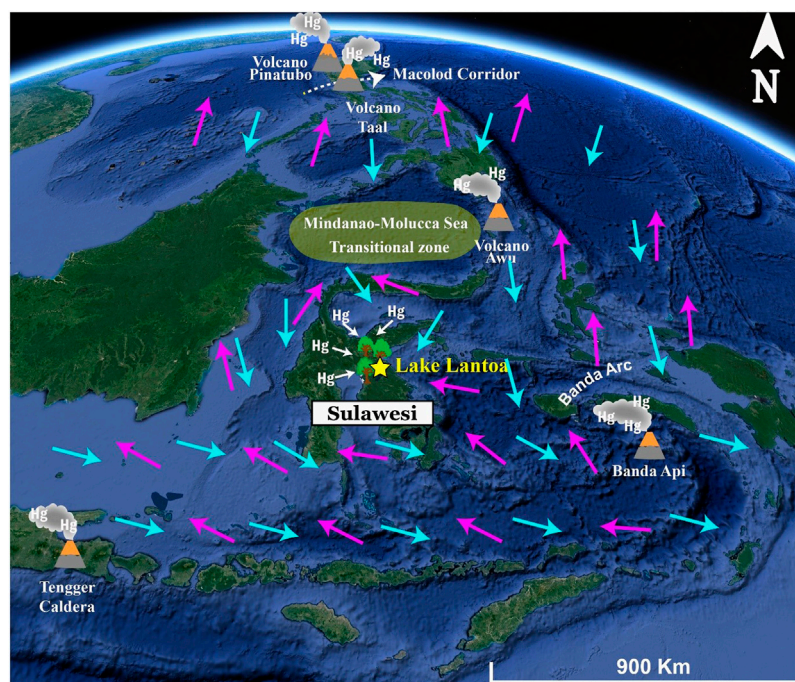 Hg
Hg
Hg
Hg
Volcano
Pinatubo
Macolod Corridor
N
Volcano
Taal
Hg
Hg
Mindanao-Molucca Sea
Transitional zone
Volcano
Awu
Hg
Hg
Hg
Hg
Lake Lantoa
Banda Arc
Sulawesi
Hg
Hg
Hg
Banda Api
Hg
Hg
Tengger
Caldera
900 Km